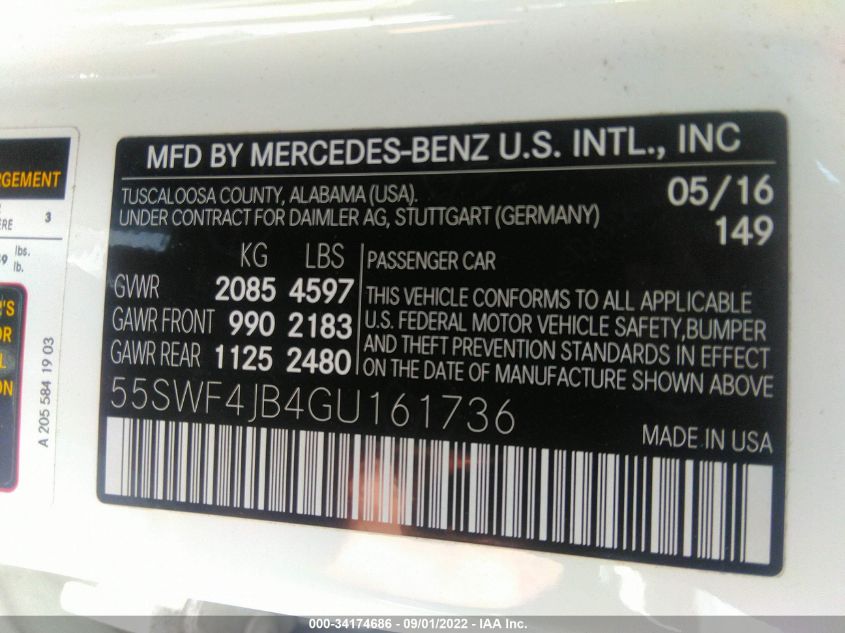 RGEMENT
3
lbs.
lb.
A 205 584 19 03
MFD BY MERCEDES-BENZ U.S. INTL., INC
TUSCALOOSA COUNTY, ALABAMA (USA). 05/16
UNDER CONTRACT FOR DAIMLER AG, STUTTGART (GERMANY) 149
KG LBS
PASSENGER CAR
GVWR 2085 4597
GAWR FRONT 990 2183
GAWR REAR 1125 2480
THIS VEHICLE CONFORMS TO ALL APPLICABLE
U.S. FEDERAL MOTOR VEHICLE SAFETY,BUMPER
AND THEFT PREVENTION STANDARDS IN EFFECT
ON THE DATE OF MANUFACTURE SHOWN ABOVE
55SWF4JB4GU161736
MADE IN USA
000-34174686 - 09/01/2022 - IAA Inc.